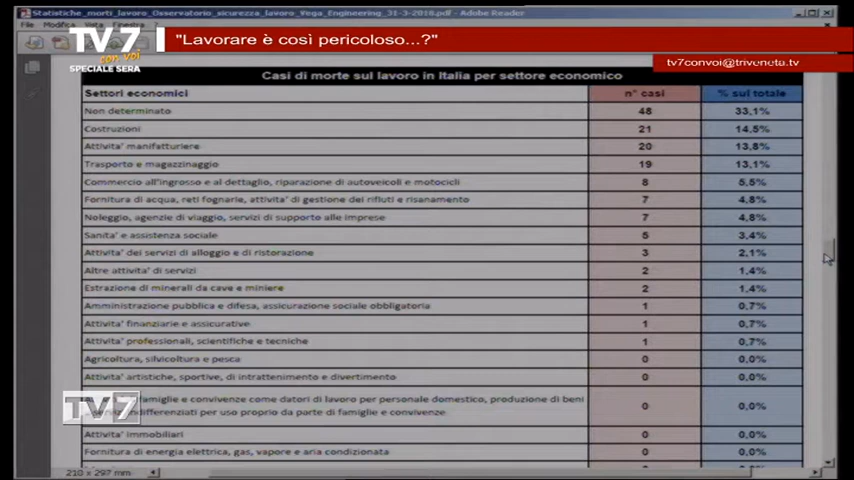 Statistiche_morti_lavoro_Osservatorio_sicurezza_lavoro_Vega_Engineering_31-3-2018.pdf - Adobe Reader
File Modifica Vista Finestra ?
TV7
con voi
SPECIALE SERA
"Lavorare è così pericoloso...?"
tv7convoi@triveneta.tv
Casi di morte sul lavoro in Italia per settore economico
Settori economici n° casi % sul totale
Non determinato 48 33,1%
Costruzioni 21 14,5%
Attivita' manifatturiere 20 13,8%
Trasporto e magazzinaggio 19 13,1%
Commercio all'ingrosso e al dettaglio, riparazione di autoveicoli e motocicli 8 5,5%
Fornitura di acqua, reti fognarie, attivita' di gestione dei rifiuti e risanamento 7 4,8%
Noleggio, agenzie di viaggio, servizi di supporto alle imprese 7 4,8%
Sanita' e assistenza sociale 5 3,4%
Attivita' dei servizi di alloggio e di ristorazione 3 2,1%
Altre attivita' di servizi 2 1,4%
Estrazione di minerali da cave e miniere 2 1,4%
Amministrazione pubblica e difesa, assicurazione sociale obbligatoria 1 0,7%
Attivita' finanziarie e assicurative 1 0,7%
Attivita' professionali, scientifiche e tecniche 1 0,7%
Agricoltura, silvicoltura e pesca 0 0,0%
Attivita' artistiche, sportive, di intrattenimento e divertimento 0 0,0%
famiglie e convivenze come datori di lavoro per personale domestico, produzione di beni
indifferenziati per uso proprio da parte di famiglie e convivenze 0 0,0%
TV7
Attivita' immobiliari 0 0,0%
Fornitura di energia elettrica, gas, vapore e aria condizionata 0 0,0%
210 x 297 mm